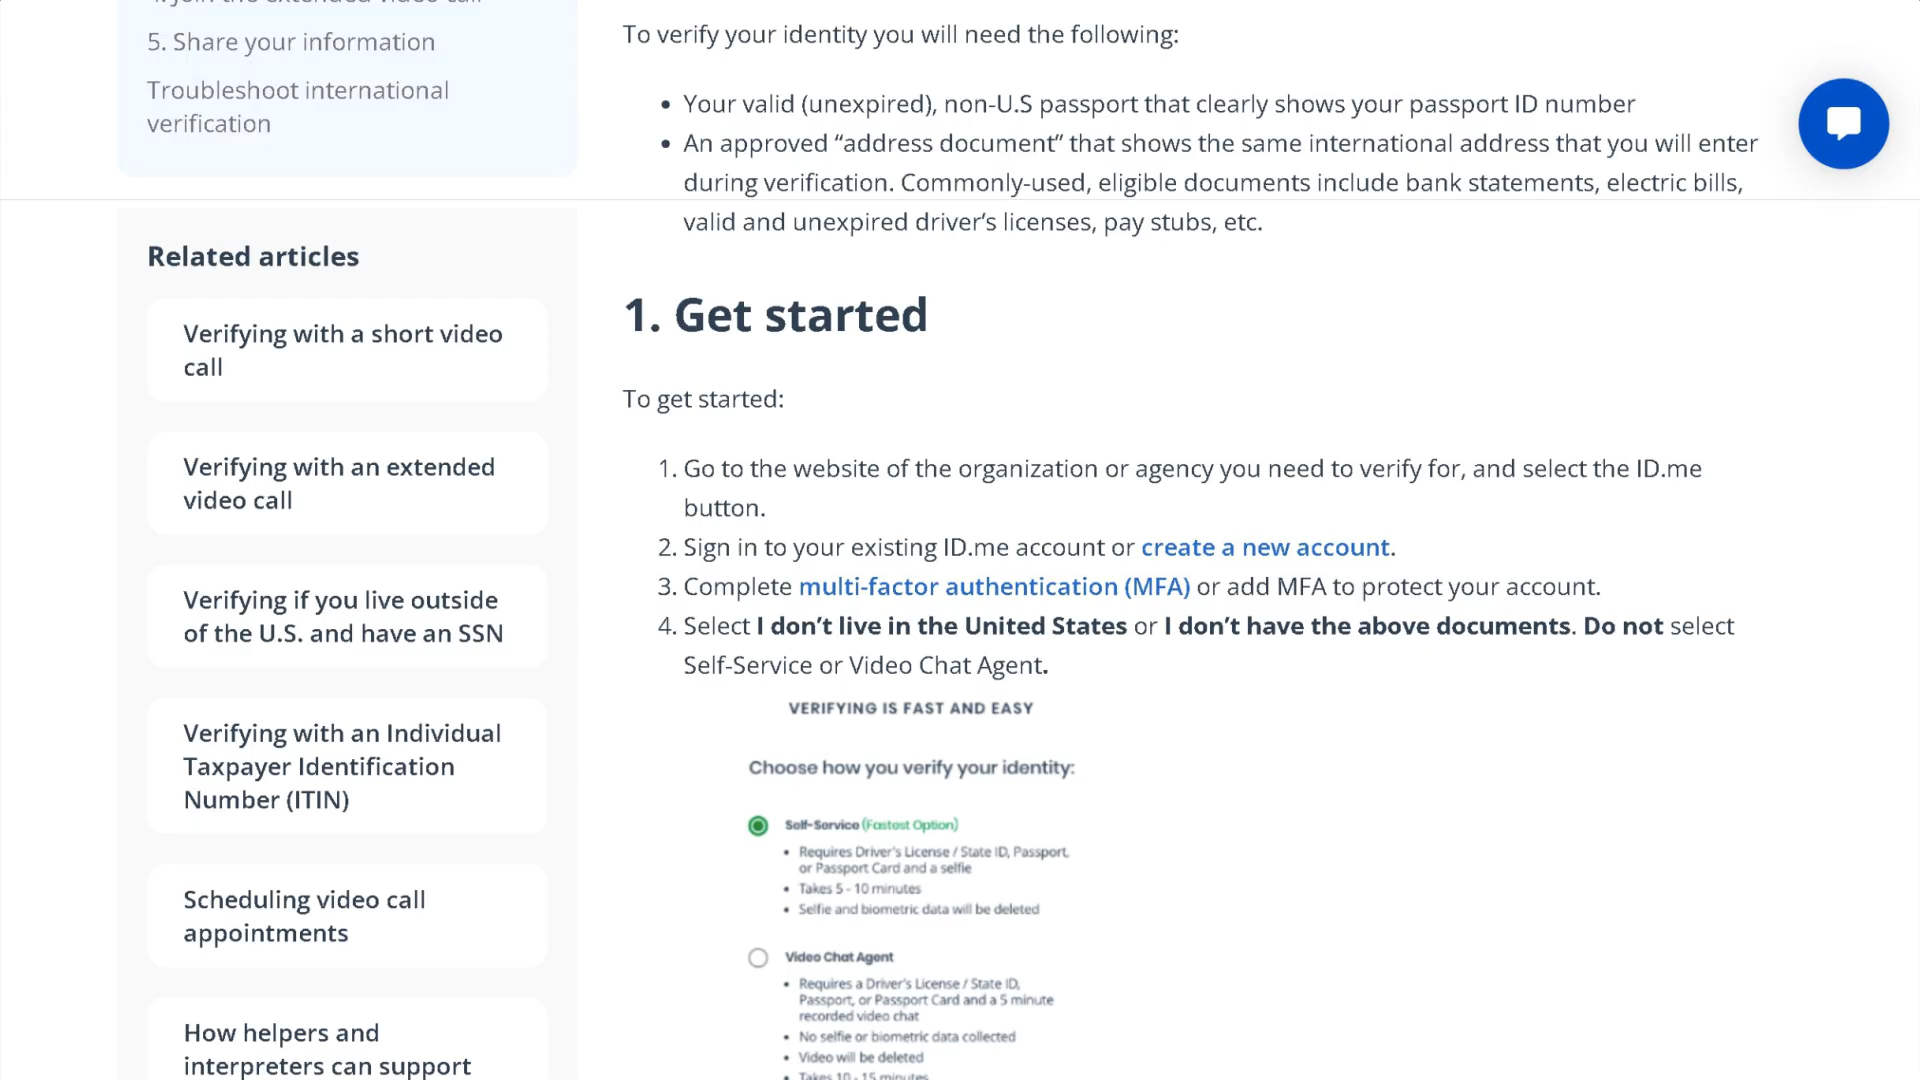 5. Share your information
Troubleshoot international
verification
Related articles
Verifying with a short video
call
Verifying with an extended
video call
Verifying if you live outside
of the U.S. and have an SSN
Verifying with an Individual
Taxpayer Identification
Number (ITIN)
Scheduling video call
appointments
How helpers and
interpreters can support
To verify your identity you will need the following:
• Your valid (unexpired), non-U.S passport that clearly shows your passport ID number
• An approved “address document” that shows the same international address that you will enter
during verification. Commonly-used, eligible documents include bank statements, electric bills,
valid and unexpired driver’s licenses, pay stubs, etc.
1. Get started
To get started:
1. Go to the website of the organization or agency you need to verify for, and select the ID.me
button.
2. Sign in to your existing ID.me account or create a new account.
3. Complete multi-factor authentication (MFA) or add MFA to protect your account.
4. Select I don’t live in the United States or I don’t have the above documents. Do not select
Self-Service or Video Chat Agent.
VERIFYING IS FAST AND EASY
Choose how you verify your identity:
Self-Service (Fastest Option)
• Requires Driver's License / State ID, Passport,
or Passport Card and a selfie
• Takes 5 - 10 minutes
• Selfie and biometric data will be deleted
Video Chat Agent
• Requires a Driver's License / State ID,
Passport, or Passport Card and a 5 minute
recorded video chat
• No selfie or biometric data collected
• Video will be deleted
• Takes 10 - 15 minutes